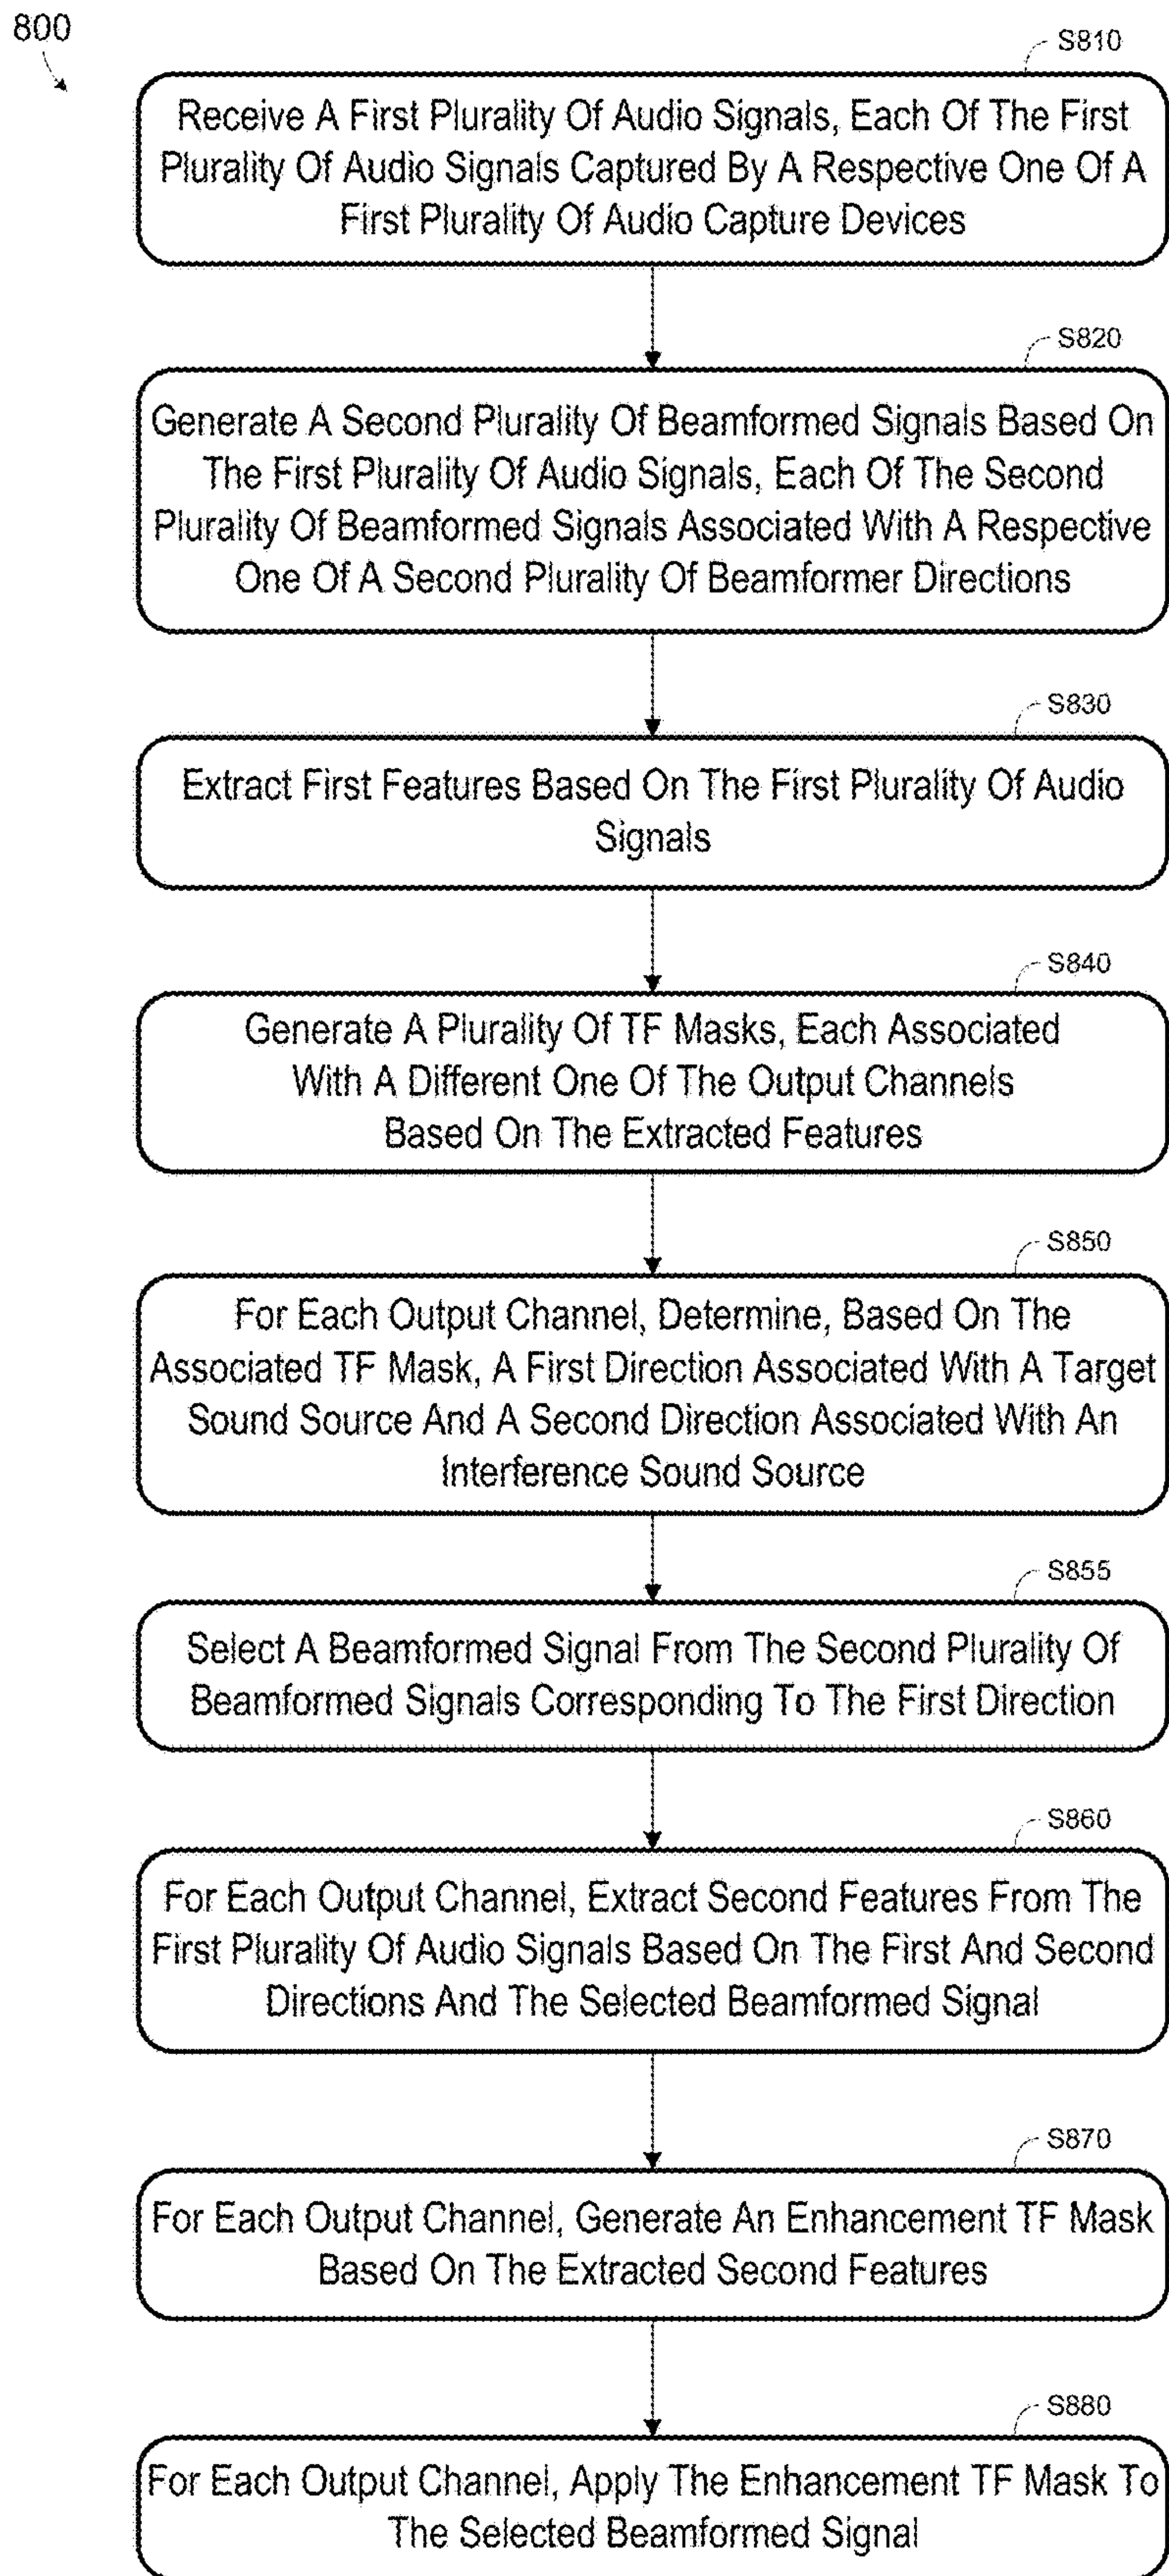 800
S810
Receive A First Plurality Of Audio Signals, Each Of The First
Plurality Of Audio Signals Captured By A Respective One Of A
First Plurality Of Audio Capture Devices
S820
Generate A Second Plurality Of Beamformed Signals Based On
The First Plurality Of Audio Signals, Each Of The Second
Plurality Of Beamformed Signals Associated With A Respective
One Of A Second Plurality Of Beamformer Directions
S830
Extract First Features Based On The First Plurality Of Audio
Signals
S840
Generate A Plurality Of TF Masks, Each Associated
With A Different One Of The Output Channels
Based On The Extracted Features
S850
For Each Output Channel, Determine, Based On The
Associated TF Mask, A First Direction Associated With A Target
Sound Source And A Second Direction Associated With An
Interference Sound Source
S855
Select A Beamformed Signal From The Second Plurality Of
Beamformed Signals Corresponding To The First Direction
S860
For Each Output Channel, Extract Second Features From The
First Plurality Of Audio Signals Based On The First And Second
Directions And The Selected Beamformed Signal
S870
For Each Output Channel, Generate An Enhancement TF Mask
Based On The Extracted Second Features
S880
For Each Output Channel, Apply The Enhancement TF Mask To
The Selected Beamformed Signal